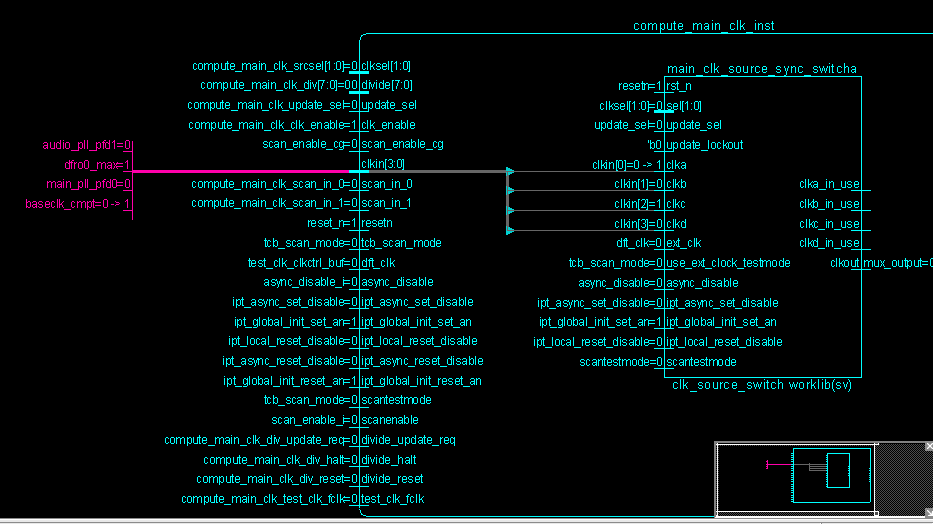 compute_main_clk_inst
compute_main_clk_srcsel[1:0]=0 clksel[1:0]
compute_main_clk_div[7:0]=00 divide[7:0]
compute_main_clk_update_sel=0 update_sel
compute_main_clk_clk_enable=1 clk_enable
scan_enable_cg=0 scan_enable_cg
clkin[3:0]
compute_main_clk_scan_in_0=0 scan_in_0
compute_main_clk_scan_in_1=0 scan_in_1
reset_n=1 resetn
tcb_scan_mode=0 tcb_scan_mode
test_clk_clkctrl_buf=0 dft_clk
async_disable_i=0 async_disable
ipt_async_set_disable=0 ipt_async_set_disable
ipt_global_init_set_an=1 ipt_global_init_set_an
ipt_local_reset_disable=0 ipt_local_reset_disable
ipt_async_reset_disable=0 ipt_async_reset_disable
ipt_global_init_reset_an=1 ipt_global_init_reset_an
tcb_scan_mode=0 scantestmode
scan_enable_i=0 scanenable
compute_main_clk_div_update_req=0 divide_update_req
compute_main_clk_div_halt=0 divide_halt
compute_main_clk_div_reset=0 divide_reset
compute_main_clk_test_clk_fclk=0 test_clk_fclk
audio_pll_pfd1=0
dfro0_max=1
main_pll_pfd0=0
baseclk_cmpt=0 -> 1
main_clk_source_sync_switcha
resetn=1 rst_n
clksel[1:0]=0 sel[1:0]
update_sel=0 update_sel
'b0 update_lockout
clkin[0]=0 -> 1 clka
clkin[1]=0 clkb
clkin[2]=1 clkc
clkin[3]=0 clkd
dft_clk=0 ext_clk
tcb_scan_mode=0 use_ext_clock_testmode
async_disable=0 async_disable
ipt_async_set_disable=0 ipt_async_set_disable
ipt_global_init_set_an=1 ipt_global_init_set_an
ipt_local_reset_disable=0 ipt_local_reset_disable
scantestmode=0 scantestmode
clka_in_use
clkb_in_use
clkc_in_use
clkd_in_use
clkout mux_output=0
clk_source_switch worklib(sv)